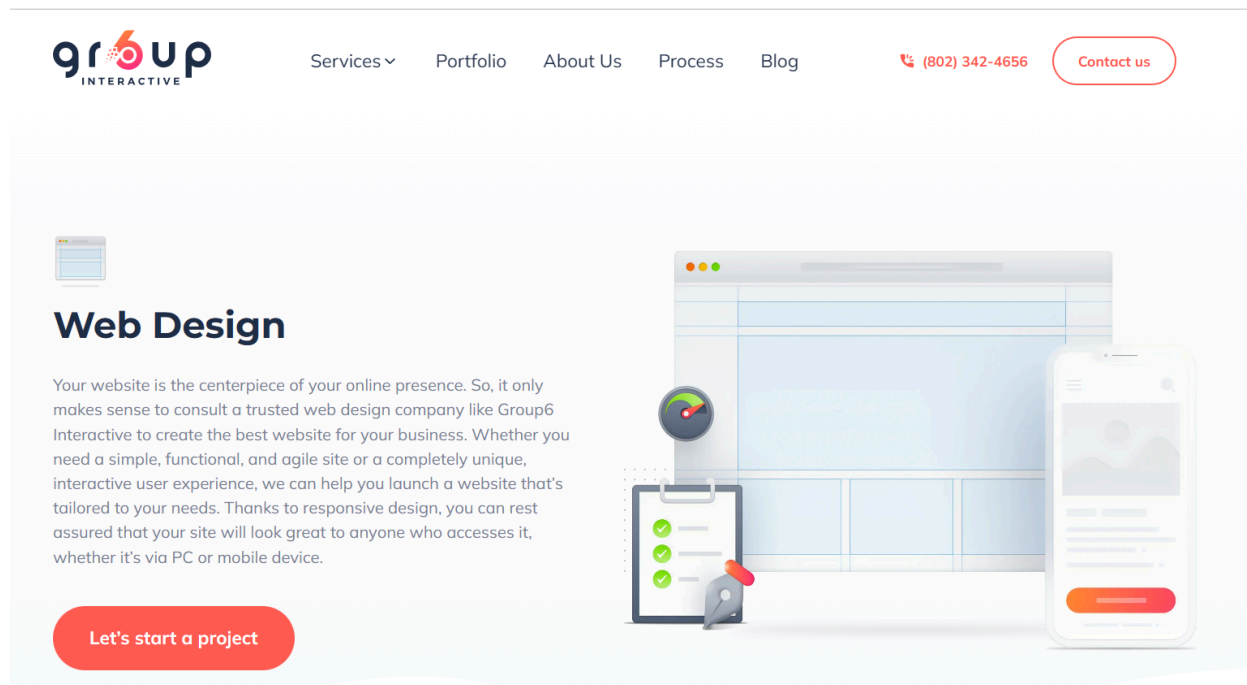 gr6up
INTERACTIVE
Services
Portfolio
About Us
Process
Blog
(802) 342-4656
Contact us
Web Design
Your website is the centerpiece of your online presence. So, it only
makes sense to consult a trusted web design company like Group6
Interactive to create the best website for your business. Whether you
need a simple, functional, and agile site or a completely unique,
interactive user experience, we can help you launch a website that’s
tailored to your needs. Thanks to responsive design, you can rest
assured that your site will look great to anyone who accesses it,
whether it’s via PC or mobile device.
Let’s start a project